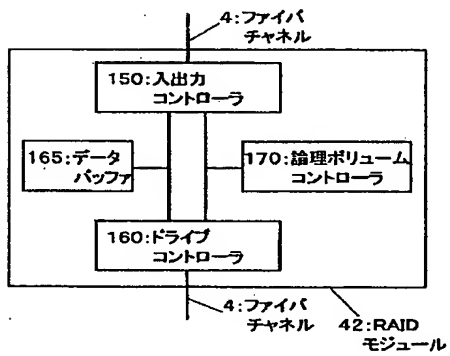 4:ファイバ
チャネル
150:入出力
コントローラ
165:データ
バッファ
170:論理ボリューム
コントローラ
160:ドライブ
コントローラ
4:ファイバ
チャネル
42:RAID
モジュール